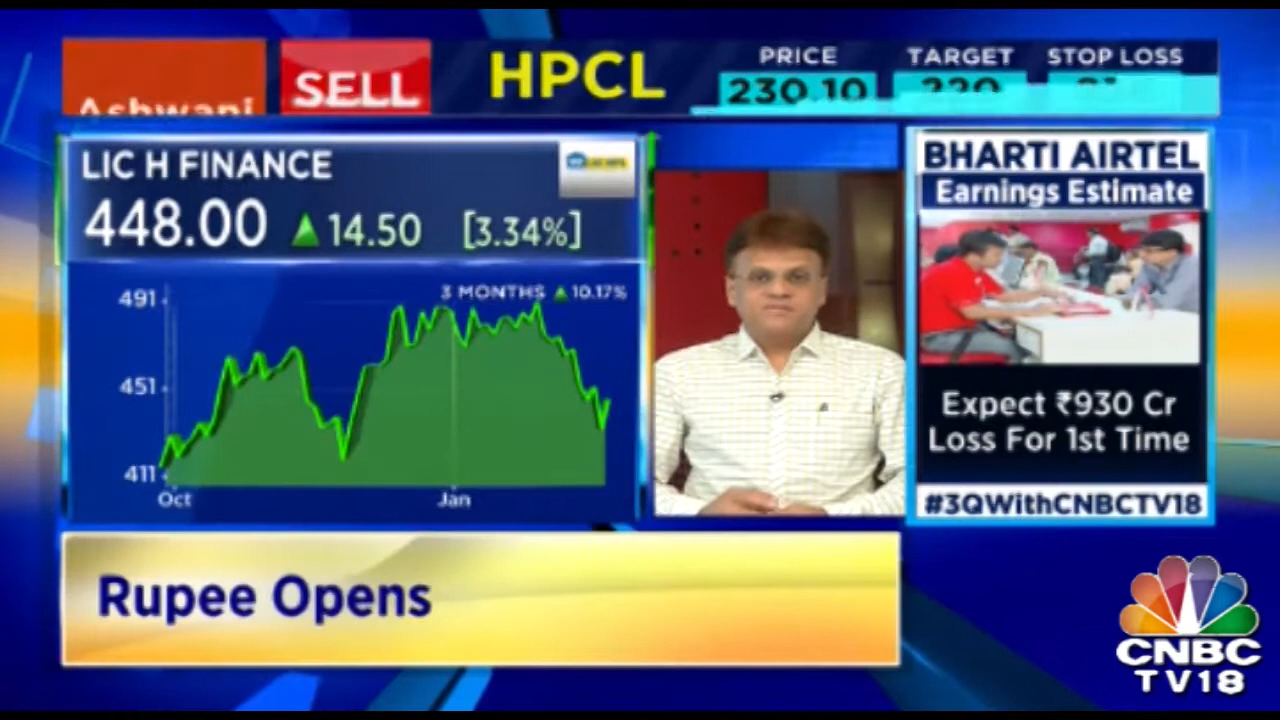 Ashwani
SELL
HPCL
PRICE
230.10
TARGET
220
STOP LOSS
LIC H FINANCE
448.00 ▲ 14.50 [3.34%]
3 MONTHS ▲ 10.17%
491
451
411
Oct
Jan
BHARTI AIRTEL
Earnings Estimate
Expect ₹930 Cr
Loss For 1st Time
#3QWithCNBCTV18
Rupee Opens
CNBC
TV18